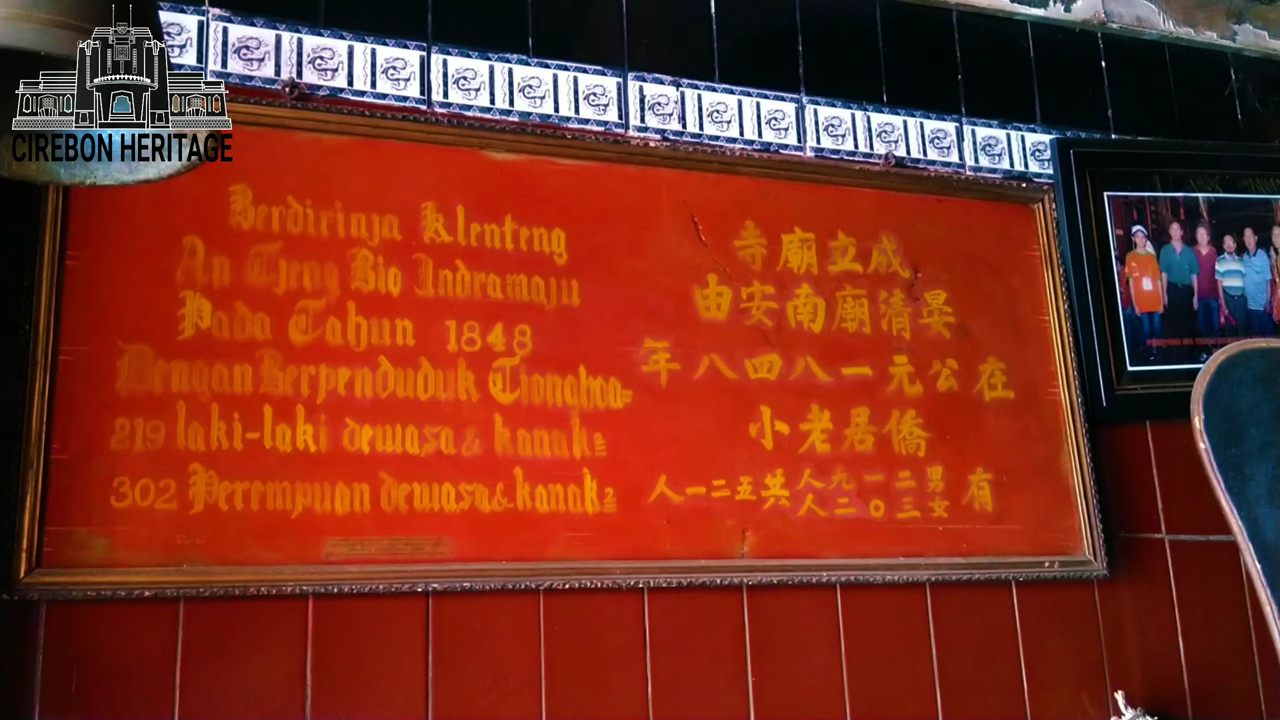 CIREBON HERITAGE
Berdirinja Klenteng
An Tjeng Bio Indramaju
Pada Tahun 1848
Dengan Berpenduduk Tionghoa=
219 laki-laki dewasa & kanak2
302 Perempuan dewasa & kanak2
成立廟寺
晏清廟南安由
在公元一八四八年
僑居老小
有男二一九人女三〇二人共五二一人